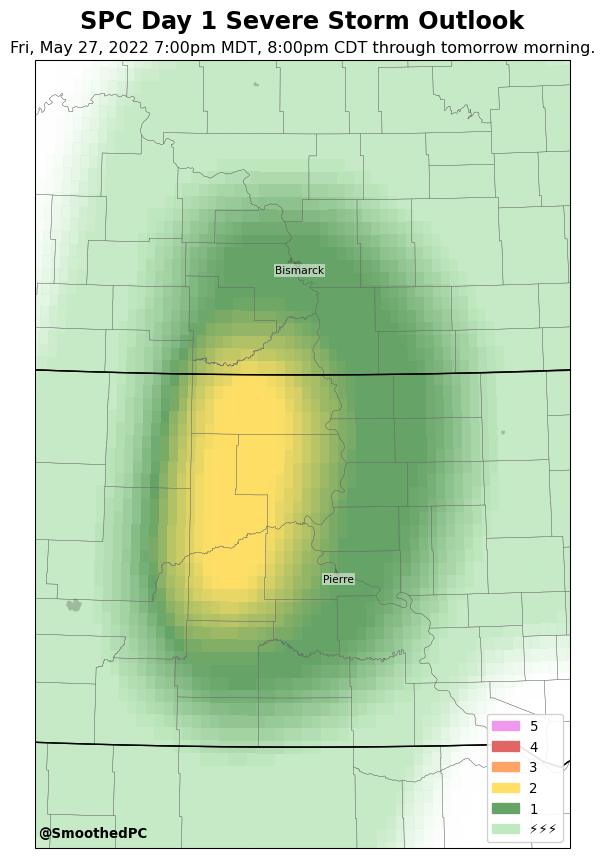 SPC Day 1 Severe Storm Outlook
Fri, May 27, 2022 7:00pm MDT, 8:00pm CDT through tomorrow morning.
Bismarck
Pierre
5
4
3
2
1
⚡⚡⚡
@SmoothedPC